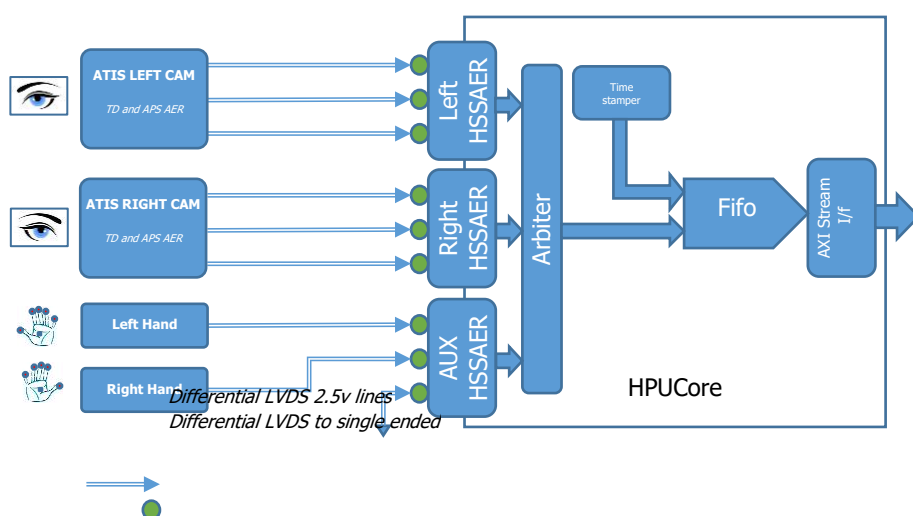 ATIS LEFT CAM
TD and APS AER
Left
HSSAER
Time
stamper
ATIS RIGHT CAM
TD and APS AER
Right
HSSAER
Arbiter
Fifo
AXI Stream
I/f
Left Hand
Right Hand
AUX
HSSAER
HPUCore
Differential LVDS 2.5v lines
Differential LVDS to single ended